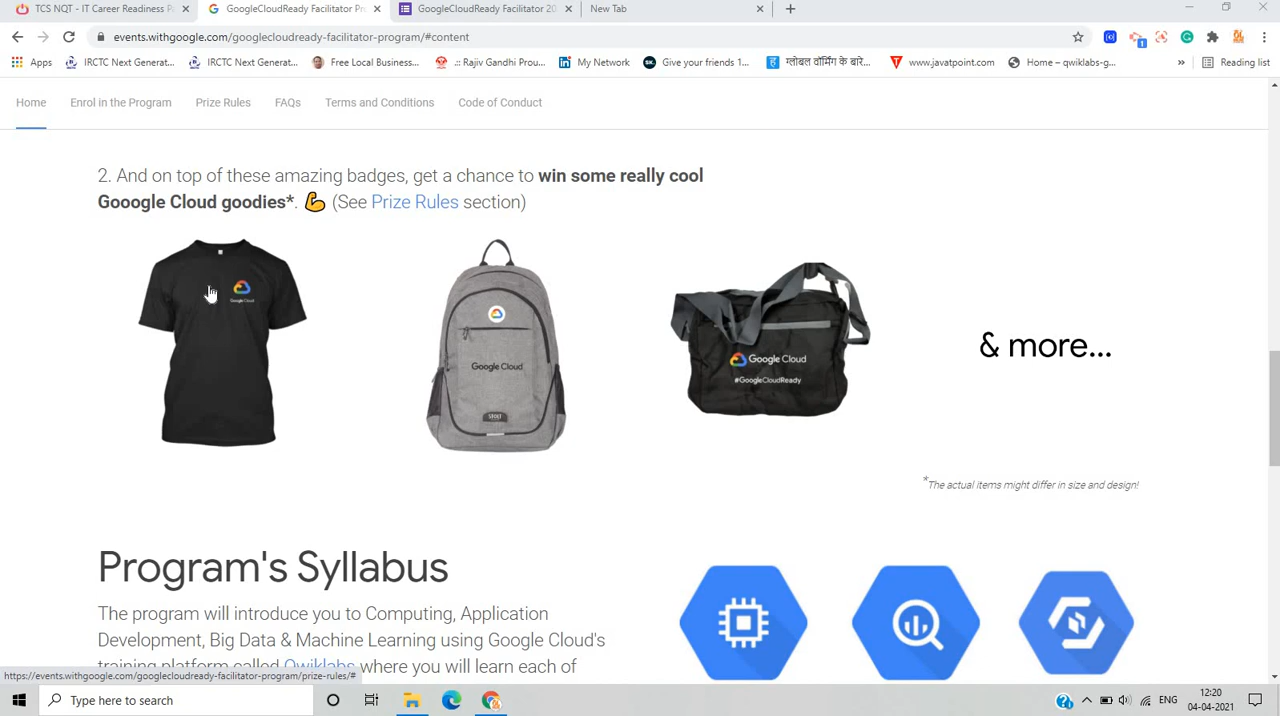 TCS NQT - IT Career Readiness P
GoogleCloudReady Facilitator Pr
GoogleCloudReady Facilitator 20
New Tab
events.withgoogle.com/googlecloudready-facilitator-program/#content
Apps
IRCTC Next Generat...
IRCTC Next Generat...
Free Local Business...
.:: Rajiv Gandhi Prou...
My Network
Give your friends 1...
ग्लोबल वॉर्मिंग के बारे...
www.javatpoint.com
Home – qwiklabs-g...
»
Reading list
Home
Enrol in the Program
Prize Rules
FAQs
Terms and Conditions
Code of Conduct
2. And on top of these amazing badges, get a chance to win some really cool
Gooogle Cloud goodies*. 💪 (See Prize Rules section)
Google Cloud
Google Cloud
STOLT
Google Cloud
#GoogleCloudReady
& more...
*The actual items might differ in size and design!
Program's Syllabus
The program will introduce you to Computing, Application
Development, Big Data & Machine Learning using Google Cloud's
training platform called Qwiklabs where you will learn each of
https://events.withgoogle.com/googlecloudready-facilitator-program/prize-rules/#
Type here to search
ENG
12:20
04-04-2021